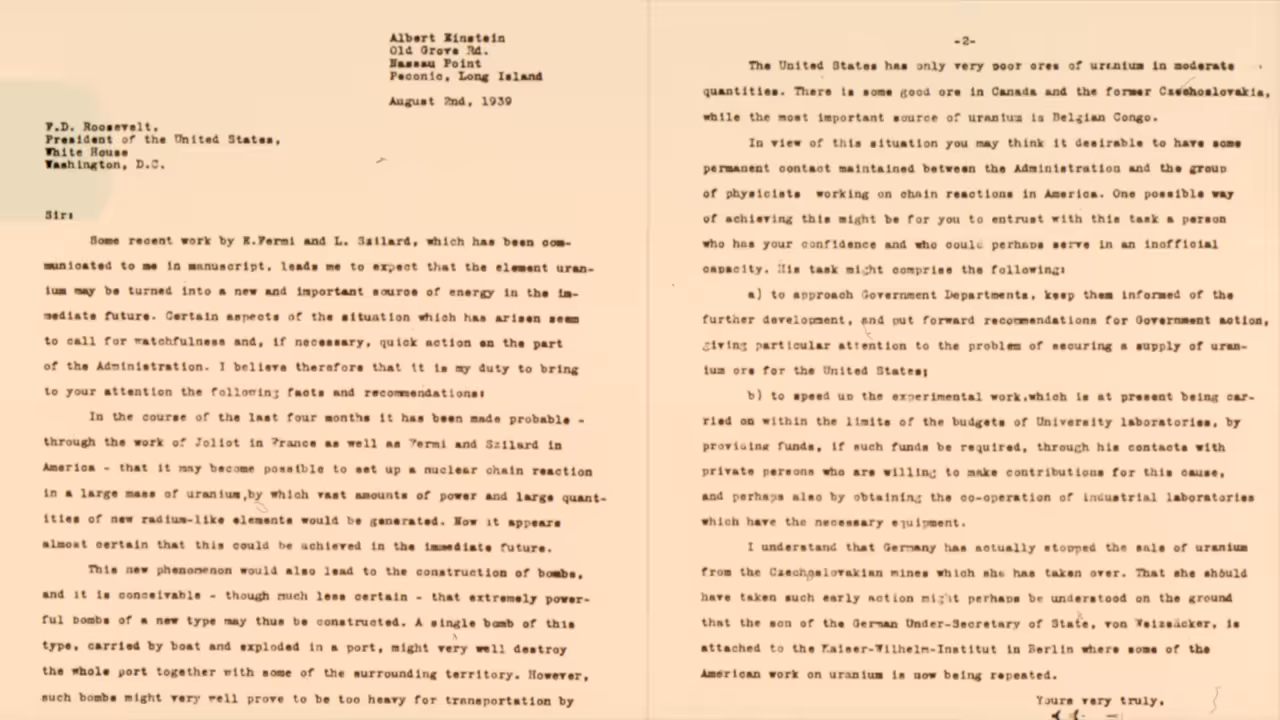 Albert Einstein
Old Grove Rd.
Nassau Point
Peconic, Long Island
August 2nd, 1939
F.D. Roosevelt,
President of the United States,
White House
Washington, D.C.
Sir:
Some recent work by E.Fermi and L. Szilard, which has been com-
municated to me in manuscript, leads me to expect that the element uran-
ium may be turned into a new and important source of energy in the im-
mediate future. Certain aspects of the situation which has arisen seem
to call for watchfulness and, if necessary, quick action on the part
of the Administration. I believe therefore that it is my duty to bring
to your attention the following facts and recommendations:
In the course of the last four months it has been made probable -
through the work of Joliot in France as well as Fermi and Szilard in
America - that it may become possible to set up a nuclear chain reaction
in a large mass of uranium,by which vast amounts of power and large quant-
ities of new radium-like elements would be generated. Now it appears
almost certain that this could be achieved in the immediate future.
This new phenomenon would also lead to the construction of bombs,
and it is conceivable - though much less certain - that extremely power-
ful bombs of a new type may thus be constructed. A single bomb of this
type, carried by boat and exploded in a port, might very well destroy
the whole port together with some of the surrounding territory. However,
such bombs might very well prove to be too heavy for transportation by
-2-
The United States has only very poor ores of uranium in moderate
quantities. There is some good ore in Canada and the former Czechoslovakia,
while the most important source of uranium is Belgian Congo.
In view of this situation you may think it desirable to have some
permanent contact maintained between the Administration and the group
of physicists working on chain reactions in America. One possible way
of achieving this might be for you to entrust with this task a person
who has your confidence and who could perhaps serve in an inofficial
capacity. His task might comprise the following:
a) to approach Government Departments, keep them informed of the
further development, and put forward recommendations for Government action,
giving particular attention to the problem of securing a supply of uran-
ium ore for the United States;
b) to speed up the experimental work,which is at present being car-
ried on within the limits of the budgets of University laboratories, by
providing funds, if such funds be required, through his contacts with
private persons who are willing to make contributions for this cause,
and perhaps also by obtaining the co-operation of industrial laboratories
which have the necessary equipment.
I understand that Germany has actually stopped the sale of uranium
from the Czechoslovakian mines which she has taken over. That she should
have taken such early action might perhaps be understood on the ground
that the son of the German Under-Secretary of State, von Weizsäcker, is
attached to the Kaiser-Wilhelm-Institut in Berlin where some of the
American work on uranium is now being repeated.
Yours very truly,